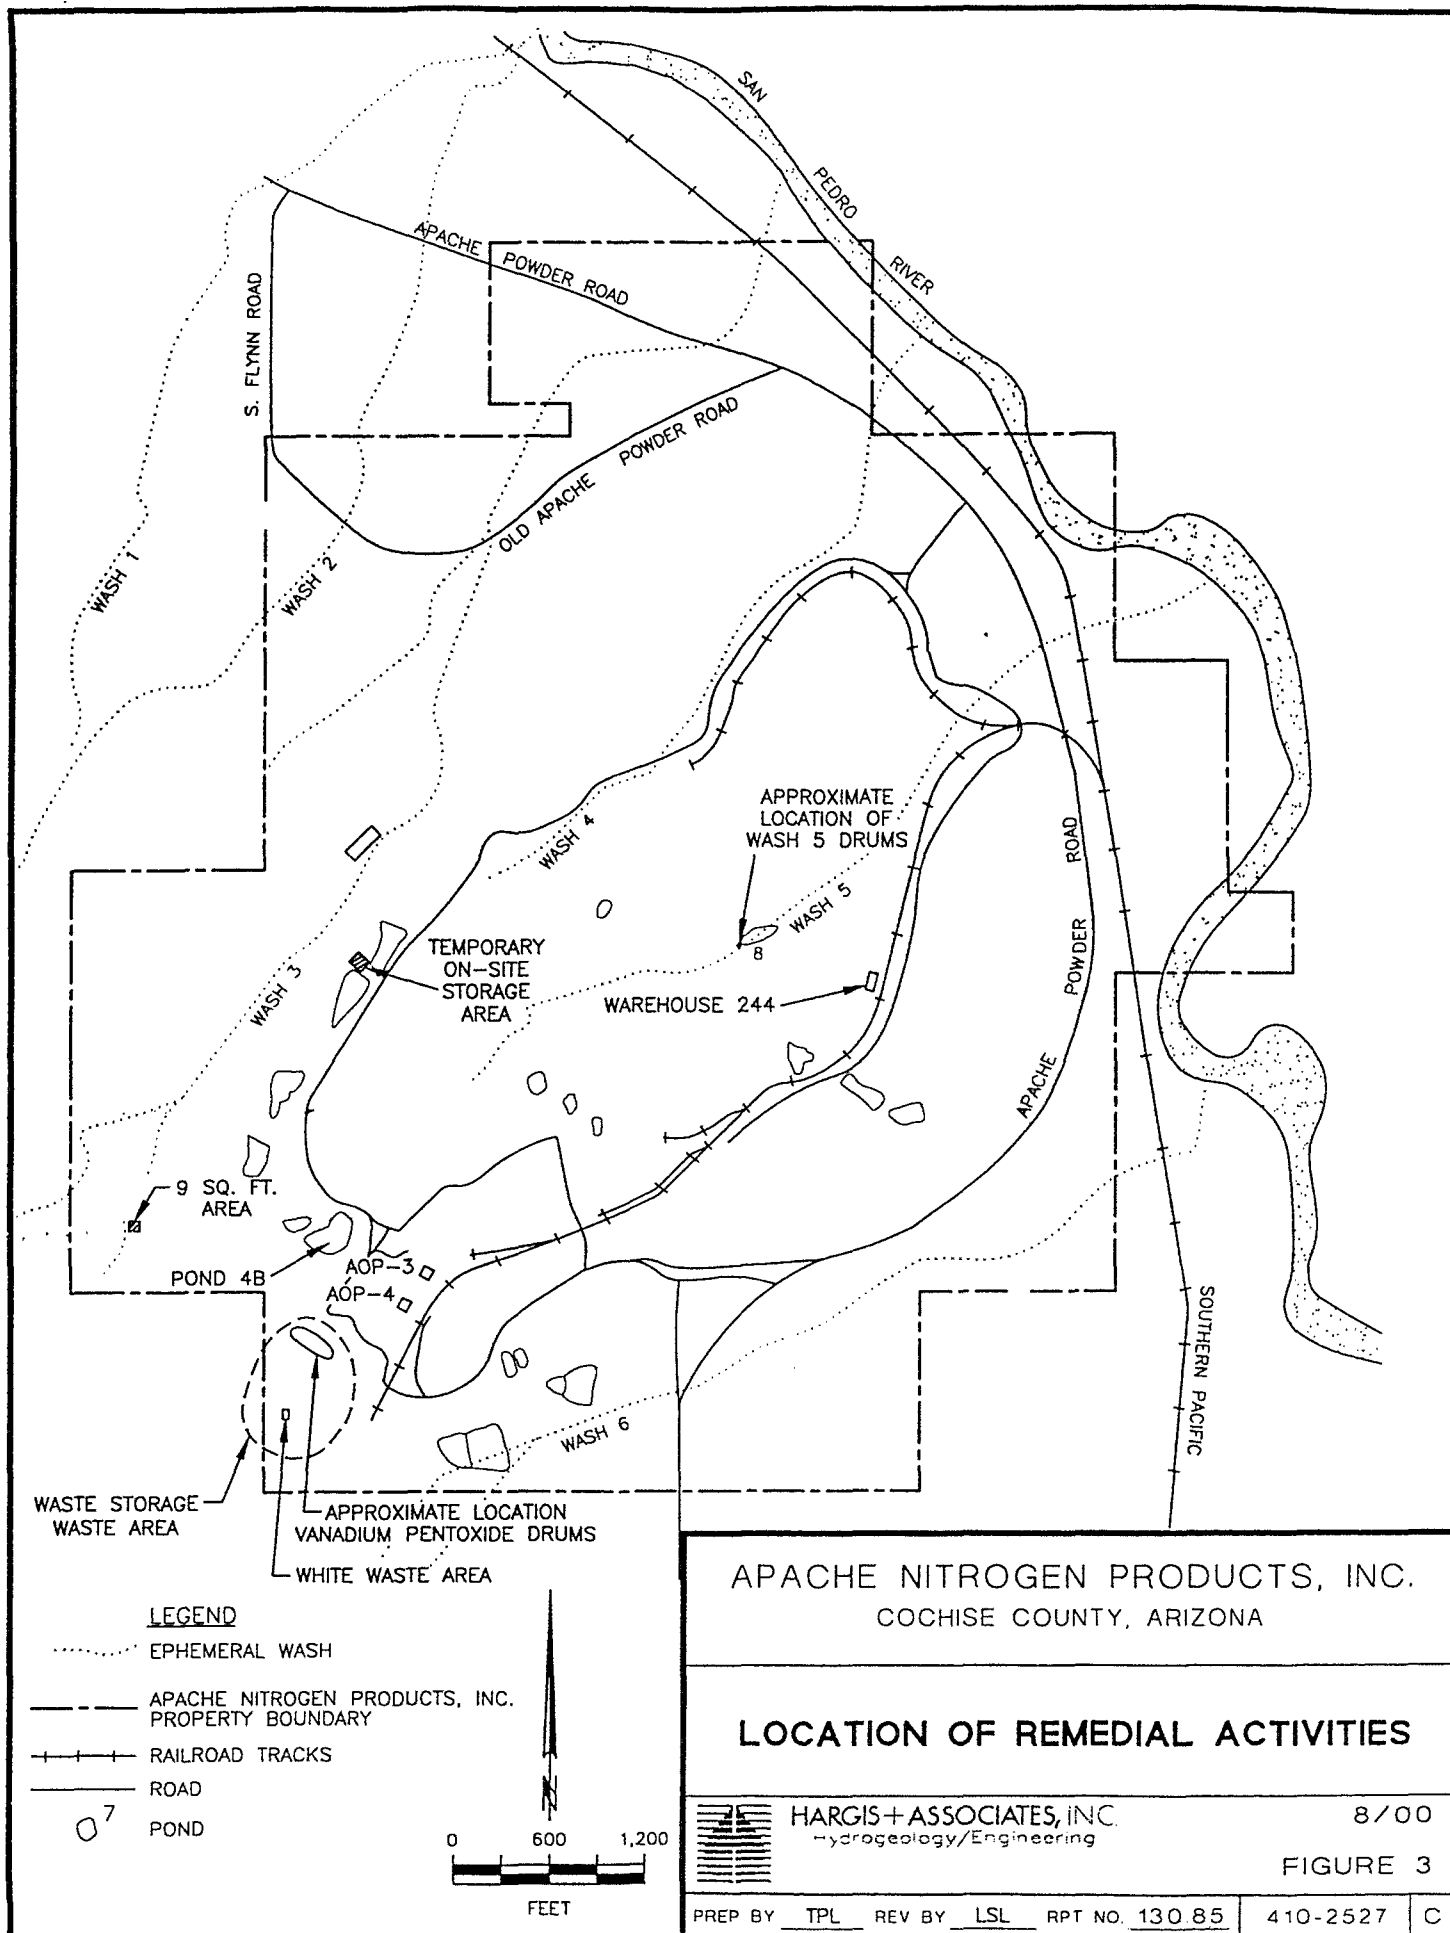 SAN
PEDRO
RIVER
APACHE
POWDER ROAD
S. FLYNN ROAD
OLD APACHE POWDER ROAD
WASH 1
WASH 2
WASH 4
APPROXIMATE
LOCATION OF
WASH 5 DRUMS
ROAD
POWDER
APACHE
WASH 5
8
WASH 3
TEMPORARY
ON-SITE
STORAGE
AREA
WAREHOUSE 244
9 SQ. FT.
AREA
POND 4B
AOP-3
AOP-4
SOUTHERN PACIFIC
WASH 6
WASTE STORAGE
WASTE AREA
APPROXIMATE LOCATION
VANADIUM PENTOXIDE DRUMS
WHITE WASTE AREA
LEGEND
EPHEMERAL WASH
APACHE NITROGEN PRODUCTS, INC.
PROPERTY BOUNDARY
RAILROAD TRACKS
ROAD
7
POND
N
0 600 1,200
FEET
APACHE NITROGEN PRODUCTS, INC.
COCHISE COUNTY, ARIZONA
LOCATION OF REMEDIAL ACTIVITIES
HARGIS+ASSOCIATES, INC.
Hydrogeology/Engineering
8/00
FIGURE 3
PREP BY TPL REV BY LSL RPT NO. 130.85 410-2527 C